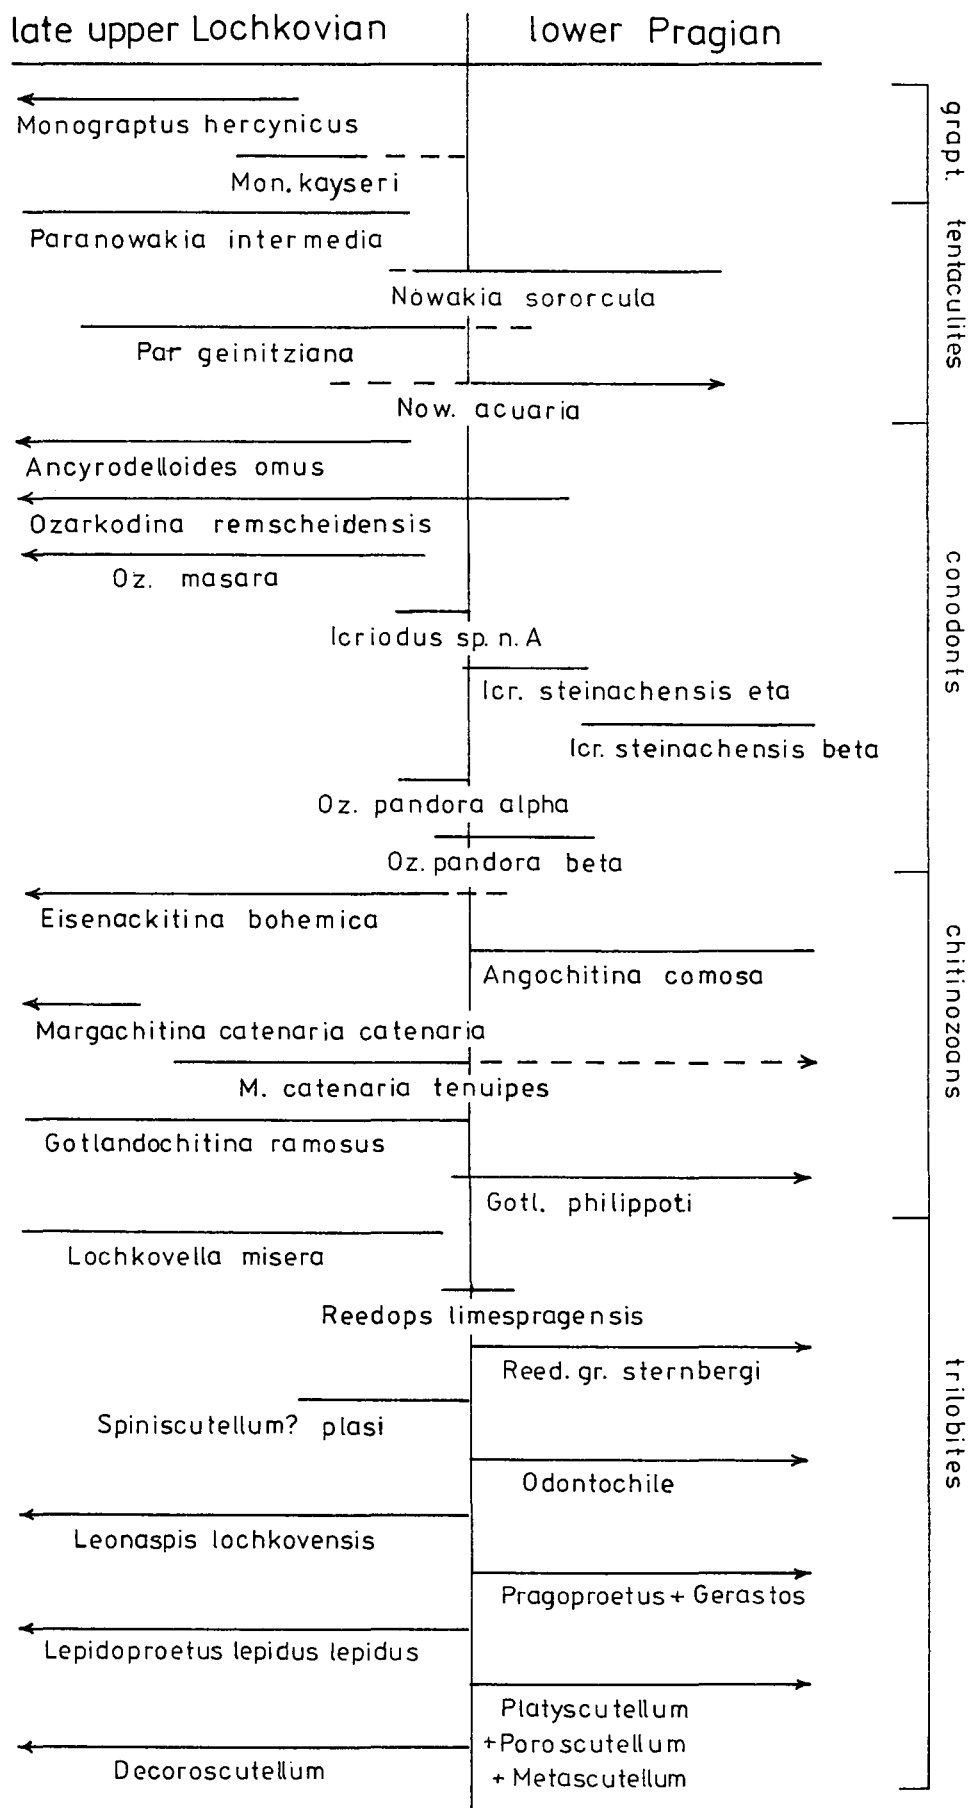 late upper Lochkovian
lower Pragian
Monograptus hercynicus
Mon. kayseri
grapt.
Paranowakia intermedia
Nowakia sororcula
Par geinitziana
Now. acuaria
tentaculites
Ancyrodelloides omus
Ozarkodina remscheidensis
Oz. masara
Icriodus sp. n. A
Icr. steinachensis eta
Icr. steinachensis beta
Oz. pandora alpha
Oz. pandora beta
conodonts
Eisenackitina bohemica
Angochitina comosa
Margachitina catenaria catenaria
M. catenaria tenuipes
Gotlandochitina ramosus
Gotl. philippoti
chitinozoans
Lochkovella misera
Reedops limespragensis
Reed. gr. sternbergi
Spiniscutellum? plasi
Odontochile
Leonaspis lochkovensis
Pragoproetus + Gerastos
Lepidoproetus lepidus lepidus
Platyscutellum
+ Poroscutellum
+ Metascutellum
Decoroscutellum
trilobites